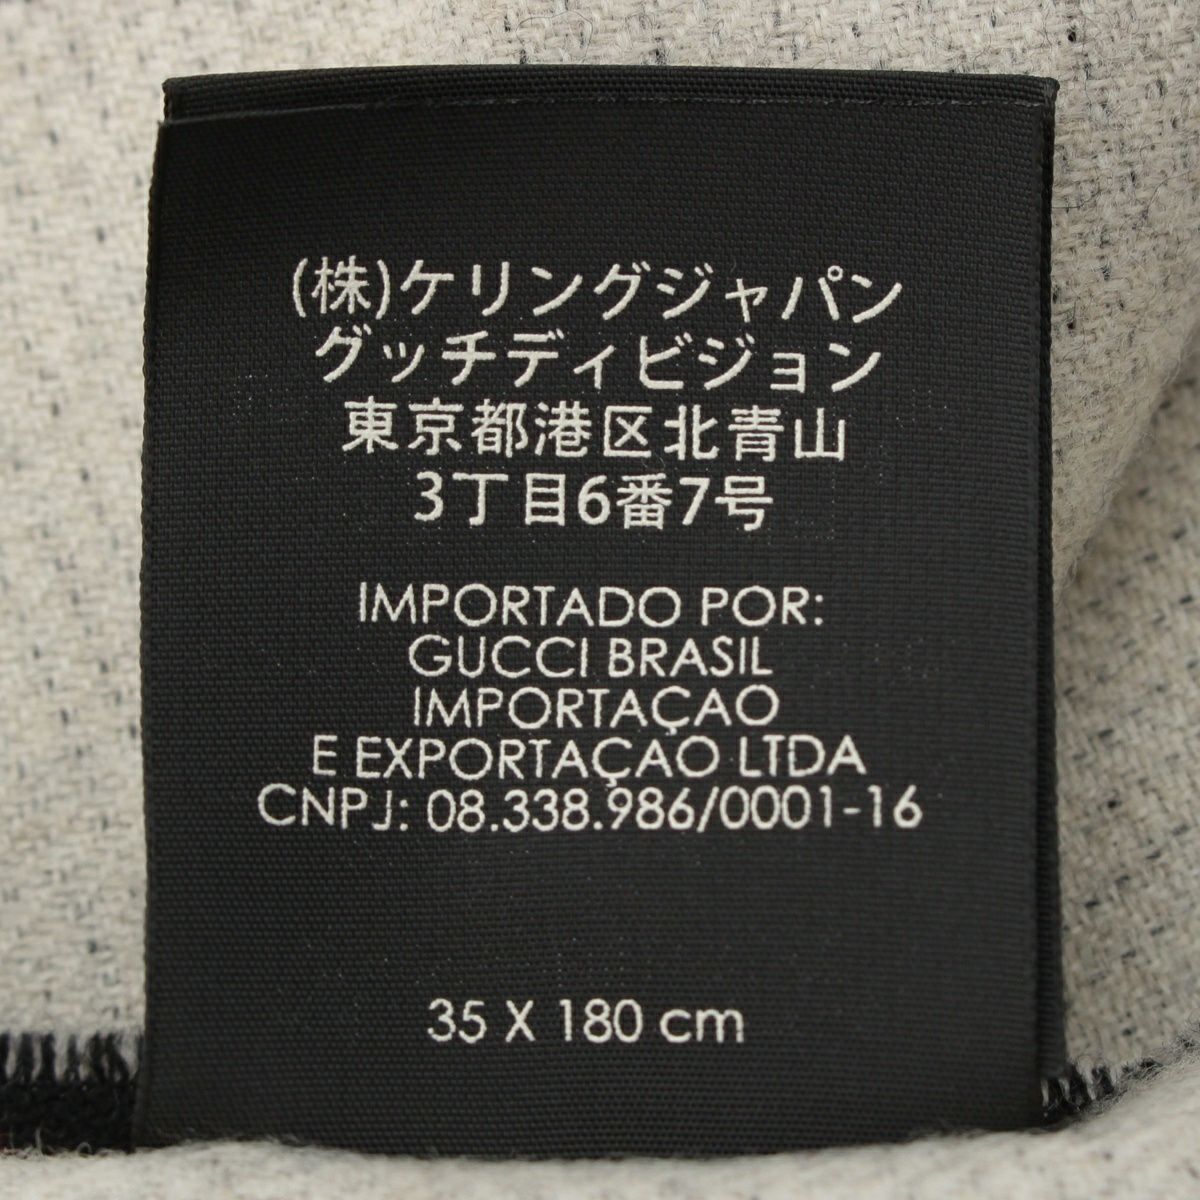 (株)ケリングジャパン
グッチディビジョン
東京都港区北青山
3丁目6番7号
IMPORTADO POR:
GUCCI BRASIL
IMPORTAÇAO
E EXPORTAÇAO LTDA
CNPJ: 08.338.986/0001-16
35 X 180 cm